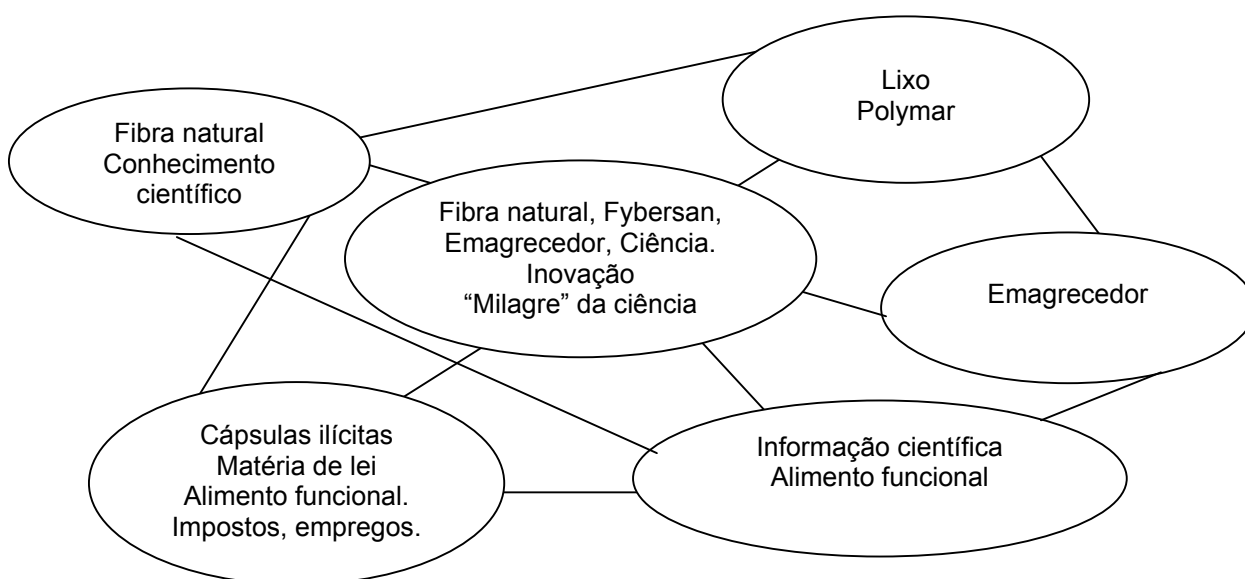 Lixo
Polymar
Fibra natural
Conhecimento
científico
Fibra natural, Fybersan,
Emagrecedor, Ciência.
Inovação
“Milagre” da ciência
Emagrecedor
Cápsulas ilícitas
Matéria de lei
Alimento funcional.
Impostos, empregos.
Informação científica
Alimento funcional